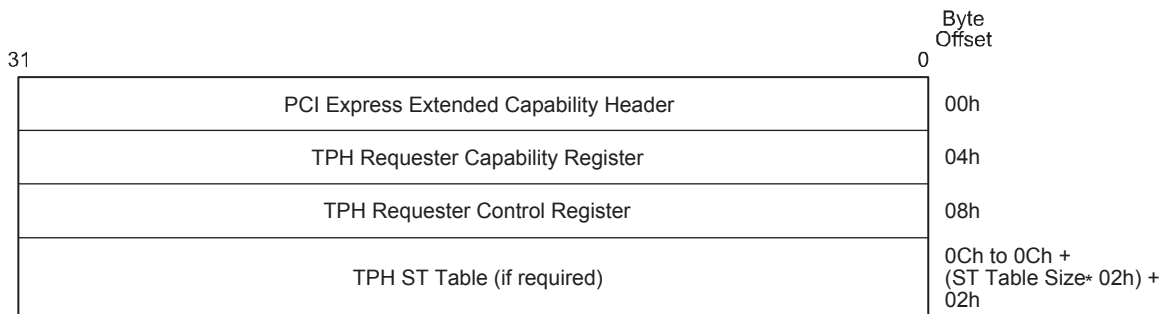 Byte
Offset
31 0
PCI Express Extended Capability Header 00h
TPH Requester Capability Register 04h
TPH Requester Control Register 08h
TPH ST Table (if required)
0Ch to 0Ch +
(ST Table Size* 02h) +
02h